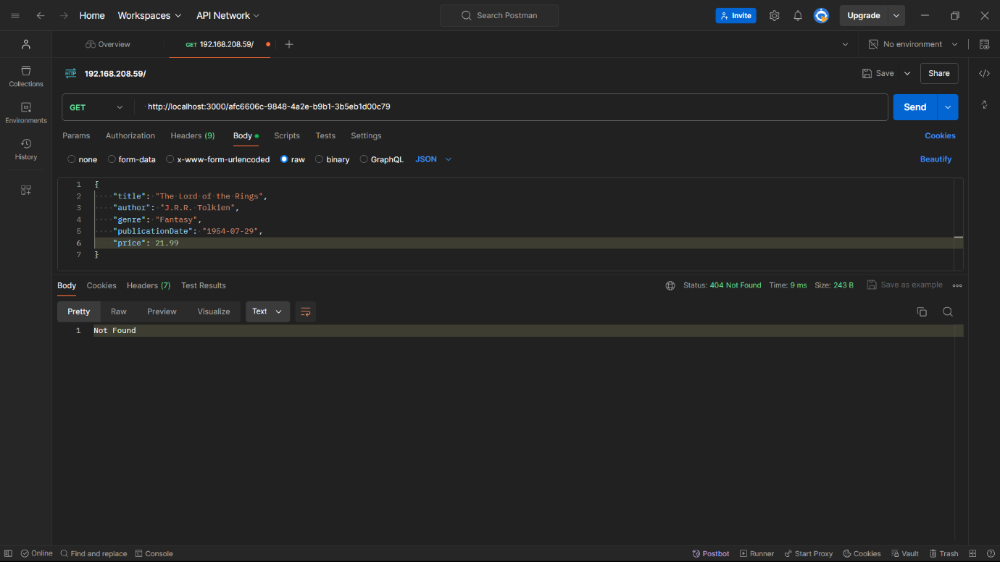 Home Workspaces API Network Search Postman Invite Upgrade
Overview GET 192.168.208.59/ No environment
HTTP 192.168.208.59/ Save Share
Collections
Environments
History
GET http://localhost:3000/afc6606c-9848-4a2e-b9b1-3b5eb1d00c79 Send
Params Authorization Headers (9) Body Scripts Tests Settings Cookies
none form-data x-www-form-urlencoded raw binary GraphQL JSON Beautify
1 {
2 "title": "The Lord of the Rings",
3 "author": "J.R.R. Tolkien",
4 "genre": "Fantasy",
5 "publicationDate": "1954-07-29",
6 "price": 21.99
7 }
Body Cookies Headers (7) Test Results Status: 404 Not Found Time: 9 ms Size: 243 B Save as example
Pretty Raw Preview Visualize Text
1 Not Found
Online Find and replace Console Postbot Runner Start Proxy Cookies Vault Trash